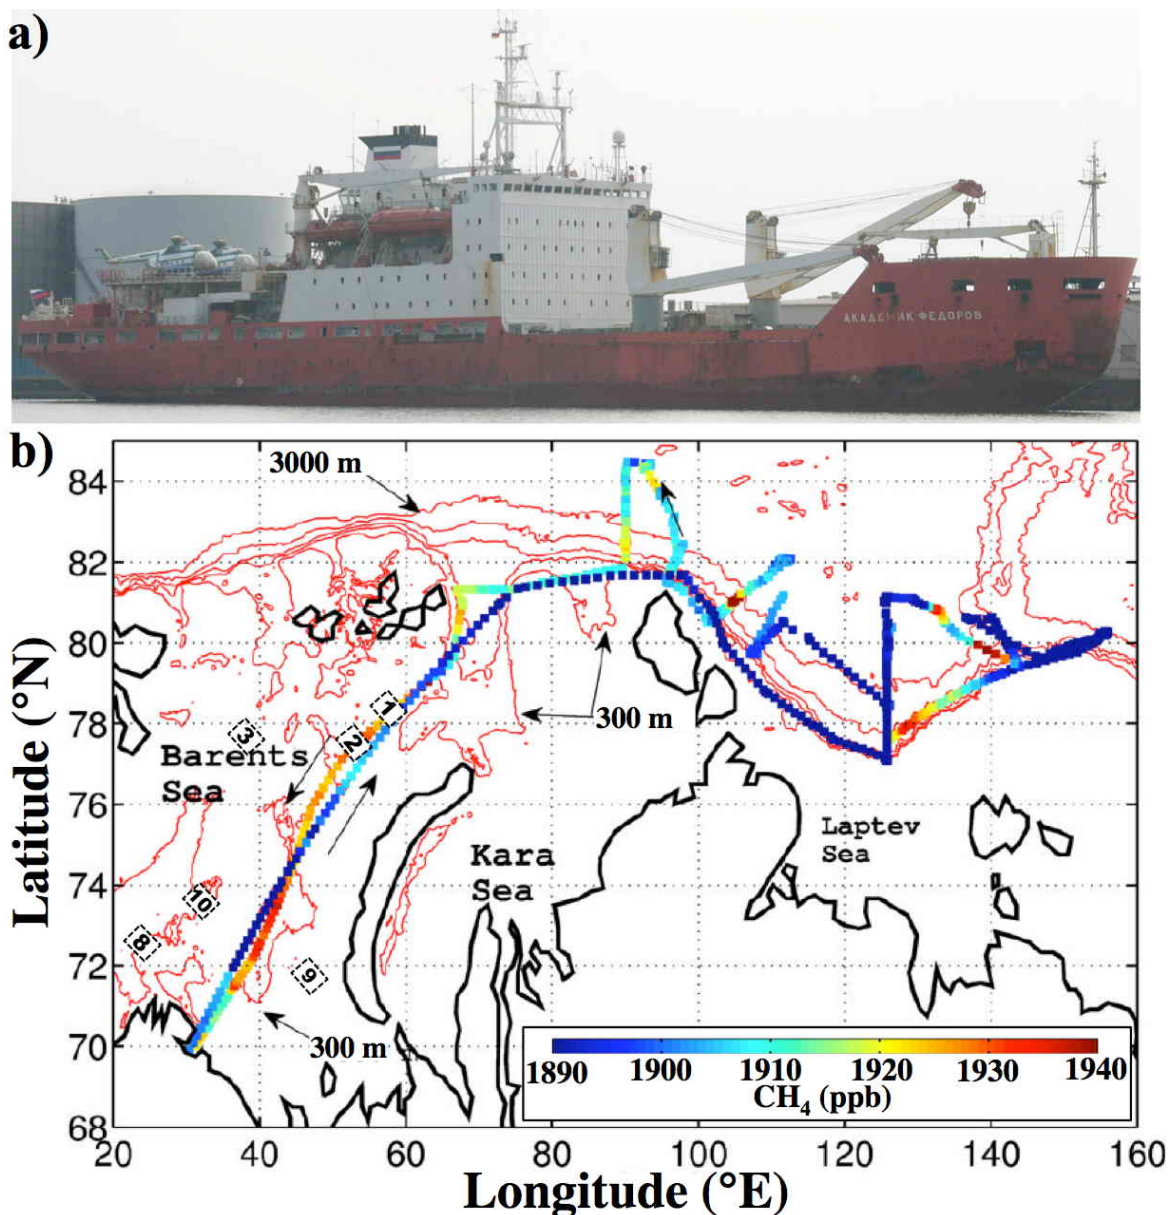 a)
АКАДЕМИК ФЕДОРОВ
b)
3000 m
84
82
80
78
76
74
72
70
68
Latitude (°N)
300 m
1
2
3
Barents
Sea
Kara
Sea
Laptev
Sea
10
8
9
300 m
1890 1900 1910 1920 1930 1940
CH4 (ppb)
20 40 60 80 100 120 140 160
Longitude (°E)